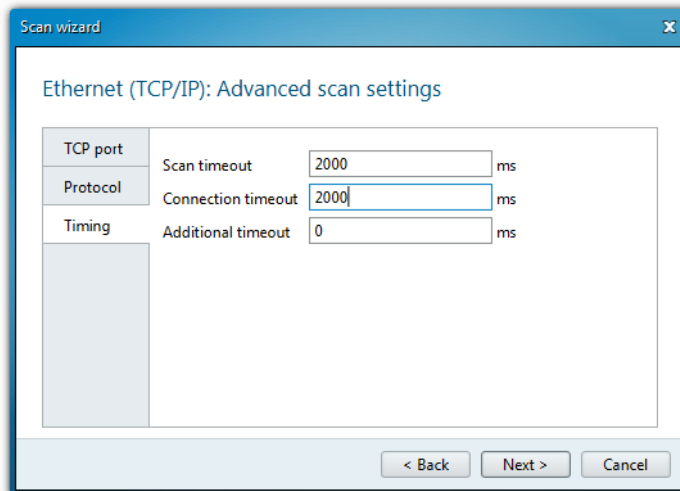 Scan wizard
Ethernet (TCP/IP): Advanced scan settings
TCP port
Protocol
Timing
Scan timeout 2000 ms
Connection timeout 2000 ms
Additional timeout 0 ms
< Back Next > Cancel